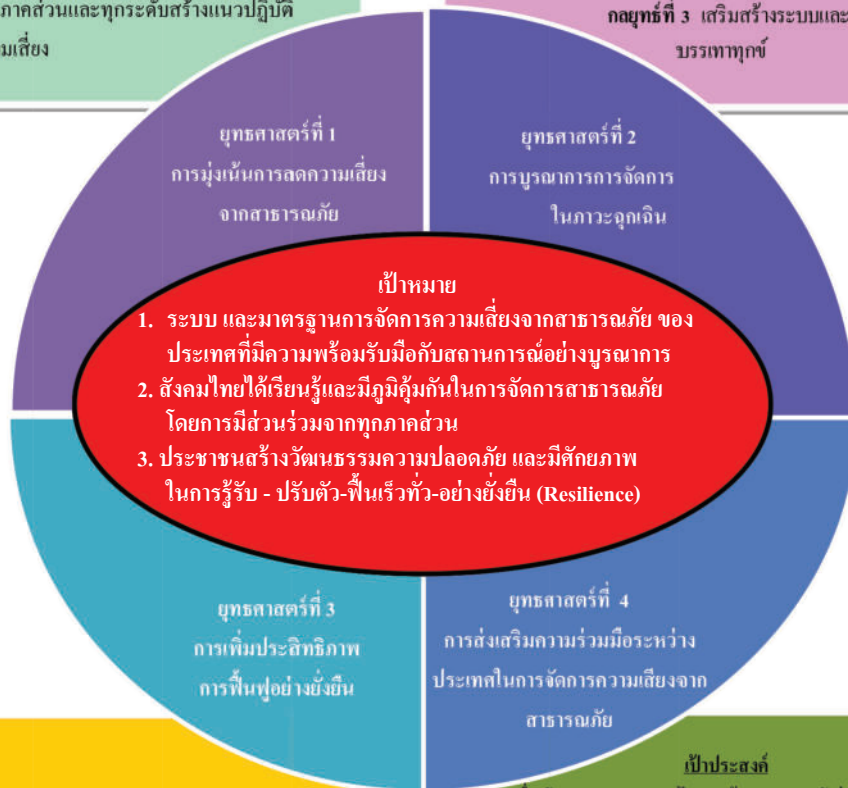 ภาคส่วนและทุกระดับสร้างแนวปฏิบัติ
มเสี่ยง
กลยุทธ์ที่ 3 เสริมสร้างระบบและ
บรรเทาทุกข์
ยุทธศาสตร์ที่ 1
การมุ่งเน้นการลดความเสี่ยง
จากสาธารณภัย
ยุทธศาสตร์ที่ 2
การบูรณาการการจัดการ
ในภาวะฉุกเฉิน
เป้าหมาย
1. ระบบ และมาตรฐานการจัดการความเสี่ยงจากสาธารณภัย ของ
ประเทศที่มีความพร้อมรับมือกับสถานการณ์อย่างบูรณาการ
2. สังคมไทยได้เรียนรู้และมีภูมิคุ้มกันในการจัดการสาธารณภัย
โดยการมีส่วนร่วมจากทุกภาคส่วน
3. ประชาชนสร้างวัฒนธรรมความปลอดภัย และมีศักยภาพ
ในการรู้รับ - ปรับตัว-ฟื้นเร็วทั่ว-อย่างยั่งยืน (Resilience)
ยุทธศาสตร์ที่ 3
การเพิ่มประสิทธิภาพ
การฟื้นฟูอย่างยั่งยืน
ยุทธศาสตร์ที่ 4
การส่งเสริมความร่วมมือระหว่าง
ประเทศในการจัดการความเสี่ยงจาก
สาธารณภัย
เป้าประสงค์